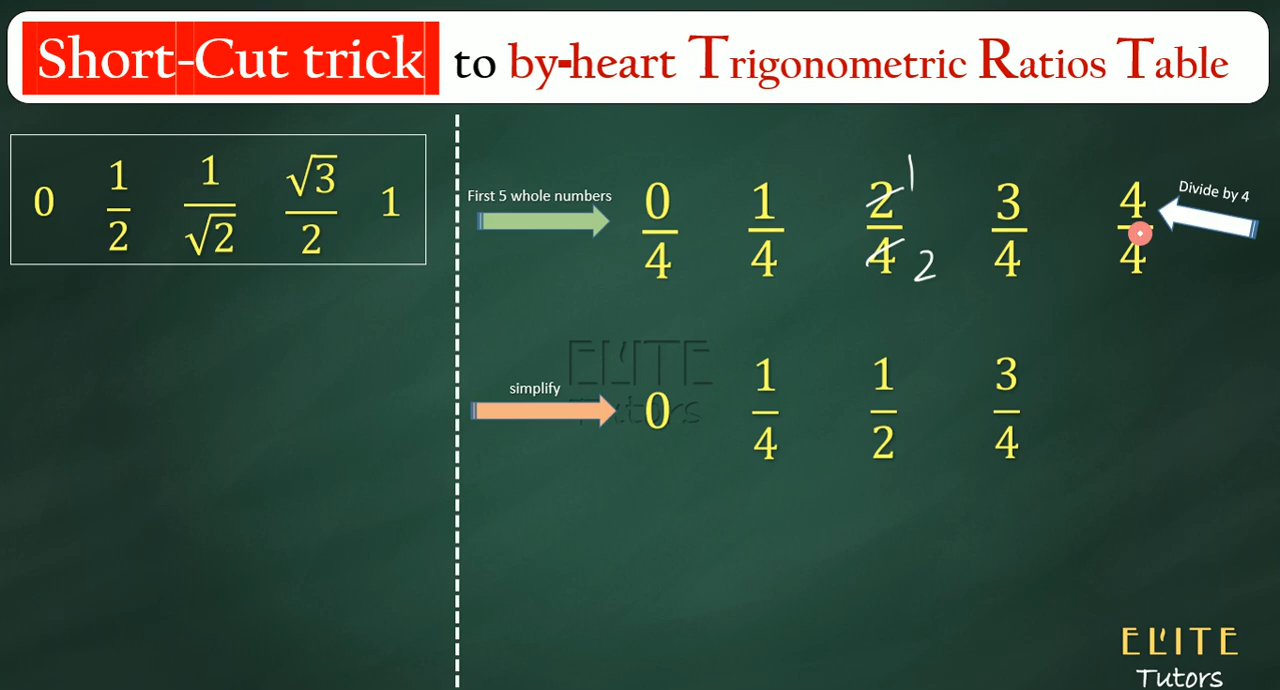 Short-Cut trick to by-heart Trigonometric Ratios Table
0 1/2 1/√2 √3/2 1
First 5 whole numbers
0/4 1/4 2/4 3/4 4/4
1
2
Divide by 4
ELITE
Tutors
simplify
0 1/4 1/2 3/4
ELITE
Tutors